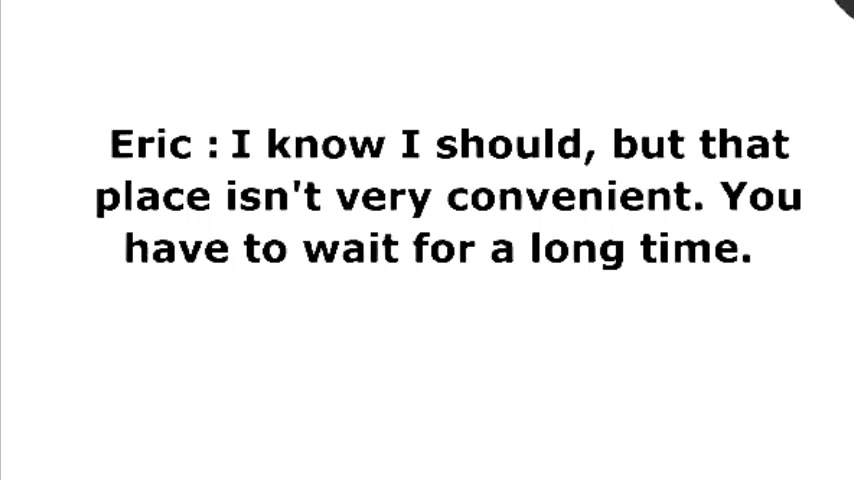 Eric : I know I should, but that
place isn't very convenient. You
have to wait for a long time.